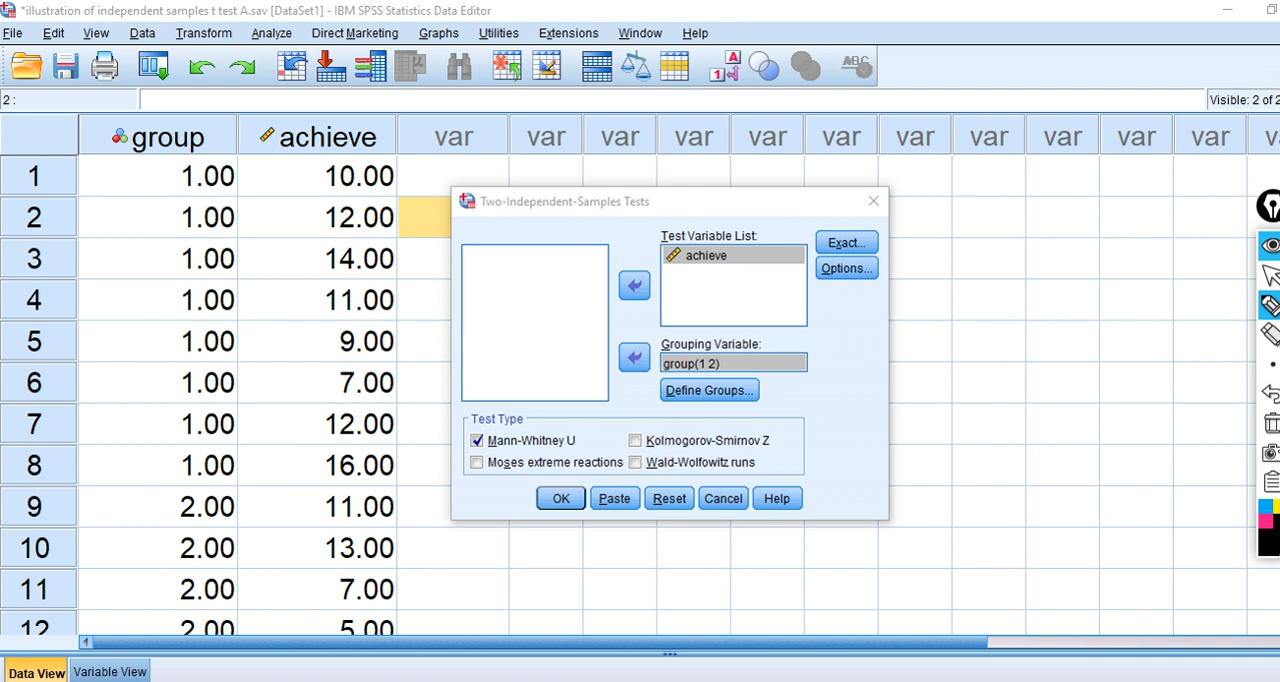 *illustration of independent samples t test A.sav [DataSet1] - IBM SPSS Statistics Data Editor
File Edit View Data Transform Analyze Direct Marketing Graphs Utilities Extensions Window Help
2 :
Visible: 2 of 2
group achieve var var var var var var var var var var var
1 1.00 10.00
2 1.00 12.00
3 1.00 14.00
4 1.00 11.00
5 1.00 9.00
6 1.00 7.00
7 1.00 12.00
8 1.00 16.00
9 2.00 11.00
10 2.00 13.00
11 2.00 7.00
12 2.00 5.00
Two-Independent-Samples Tests
Test Variable List:
achieve
Exact...
Options...
Grouping Variable:
group(1 2)
Define Groups...
Test Type
Mann-Whitney U Kolmogorov-Smirnov Z
Moses extreme reactions Wald-Wolfowitz runs
OK Paste Reset Cancel Help
Data View Variable View